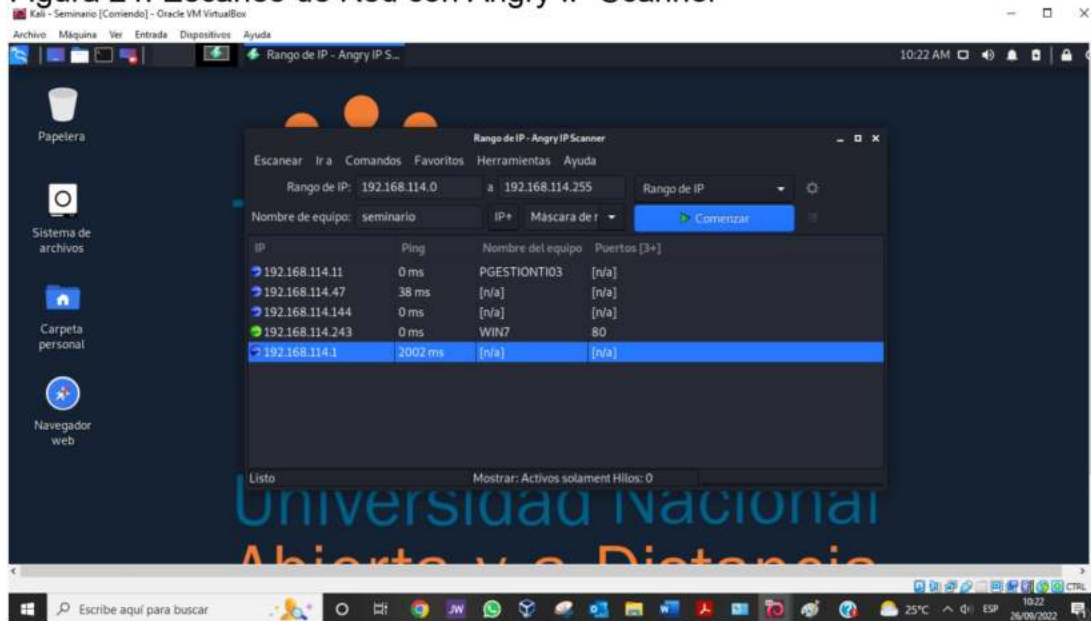 Kali - Seminario [Corriendo] - Oracle VM VirtualBox
Archivo Máquina Ver Entrada Dispositivos Ayuda
Rango de IP - Angry IP S...
10:22 AM
Papelera
Sistema de
archivos
Carpeta
personal
Navegador
web
Rango de IP - Angry IP Scanner
Escanear Ir a Comandos Favoritos Herramientas Ayuda
Rango de IP: 192.168.114.0 a 192.168.114.255 Rango de IP
Nombre de equipo: seminario IP+ Máscara de r Comenzar
IP Ping Nombre del equipo Puertos [3+]
192.168.114.11 0 ms PGESTIONTI03 [n/a]
192.168.114.47 38 ms [n/a] [n/a]
192.168.114.144 0 ms [n/a] [n/a]
192.168.114.243 0 ms WIN7 80
192.168.114.1 2002 ms [n/a] [n/a]
Listo Mostrar: Activos solament Hilos: 0
Universidad Nacional
Abierta y a Distancia
CTRL
Escribe aquí para buscar
JW
25°C ESP 10:22
26/09/2022